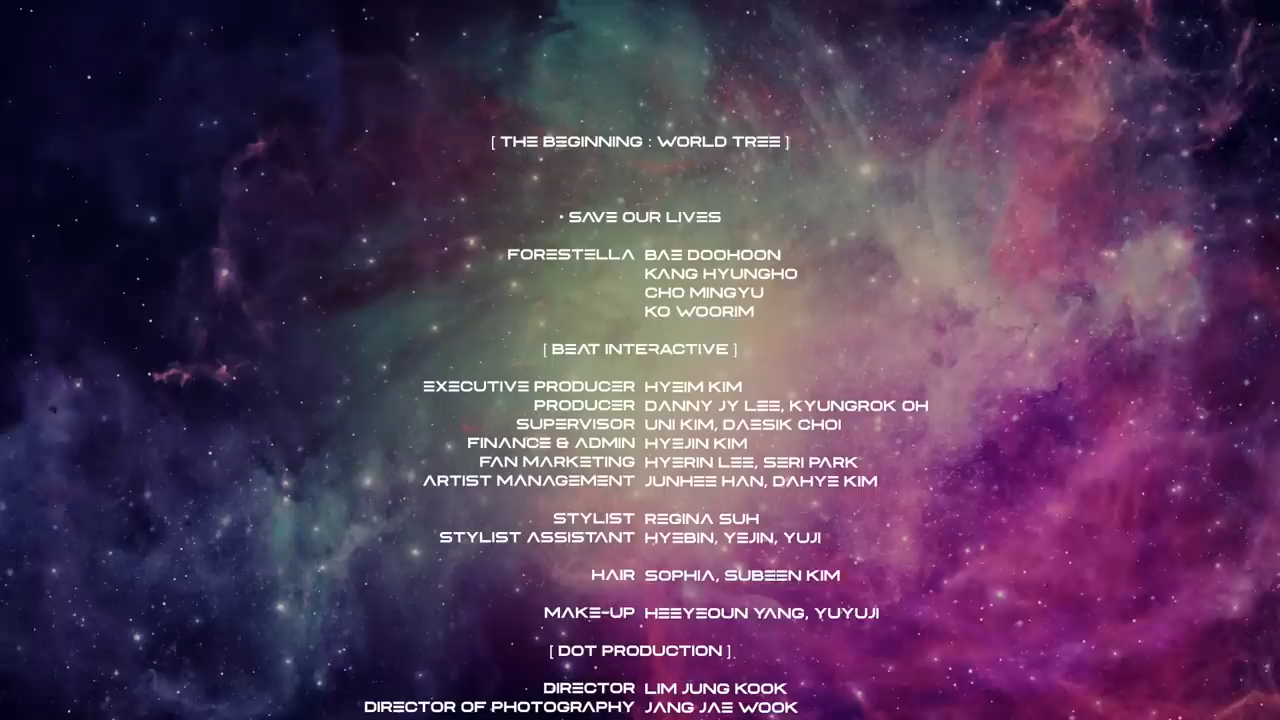 [ THE BEGINNING : WORLD TREE ]
• SAVE OUR LIVES
FORESTELLA BAE DOOHOON
KANG HYUNGHO
CHO MINGYU
KO WOORIM
[ BEAT INTERACTIVE ]
EXECUTIVE PRODUCER HYEIM KIM
PRODUCER DANNY JY LEE, KYUNGROK OH
SUPERVISOR UNI KIM, DAESIK CHOI
FINANCE & ADMIN HYEJIN KIM
FAN MARKETING HYERIN LEE, SERI PARK
ARTIST MANAGEMENT JUNHEE HAN, DAHYE KIM
STYLIST REGINA SUH
STYLIST ASSISTANT HYEBIN, YEJIN, YUJI
HAIR SOPHIA, SUBEEN KIM
MAKE-UP HEEYEOUN YANG, YUYUJI
[ DOT PRODUCTION ]
DIRECTOR LIM JUNG KOOK
DIRECTOR OF PHOTOGRAPHY JANG JAE WOOK